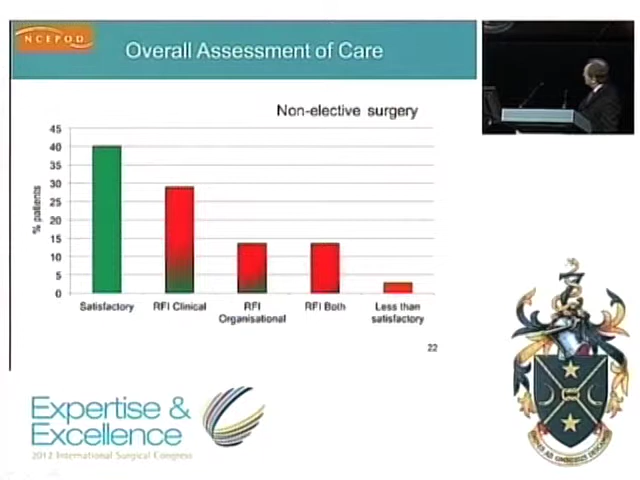 NCEPOD
Overall Assessment of Care
Non-elective surgery
45
40
35
30
25
20
15
10
5
0
% patients
Satisfactory
RFI Clinical
RFI
Organisational
RFI Both
Less than
satisfactory
22
Expertise &
Excellence
2012 International Surgical Congress